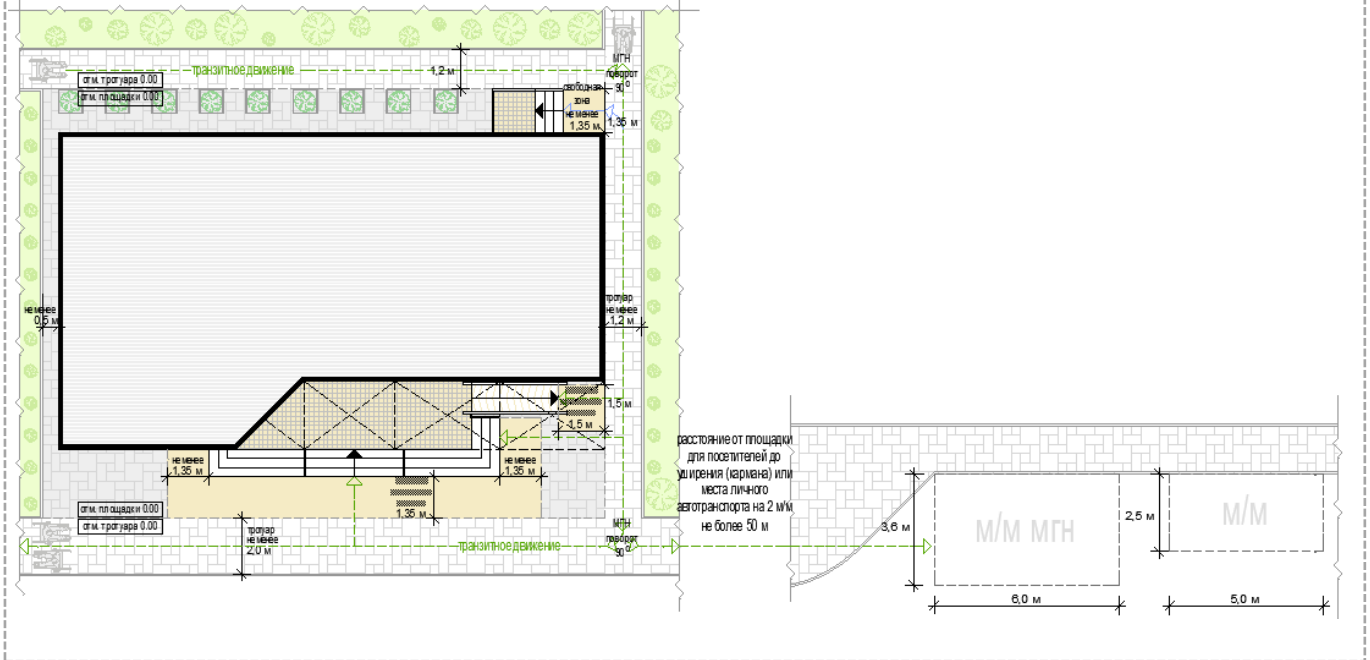 МГН
поворот
90°
транзитное движение
1,2 м
отм. тротуара 0.00
отм. площадки 0.00
свободная
зона
не менее
1,35 м
1,35 м
не менее
0,5 м
тротуар
не менее
1,2 м
1,5 м
1,5 м
не менее
1,35 м
не менее
1,35 м
1,35 м
отм. площадки 0.00
отм. тротуара 0.00
тротуар
не менее
2,0 м
транзитное движение
МГН
поворот
90°
расстояние от площадки
для посетителей до
уширения (кармана) или
места личного
автотранспорта на 2 м/м
не более 50 м
3,6 м
М/М МГН
2,5 м
М/М
6,0 м
5,0 м